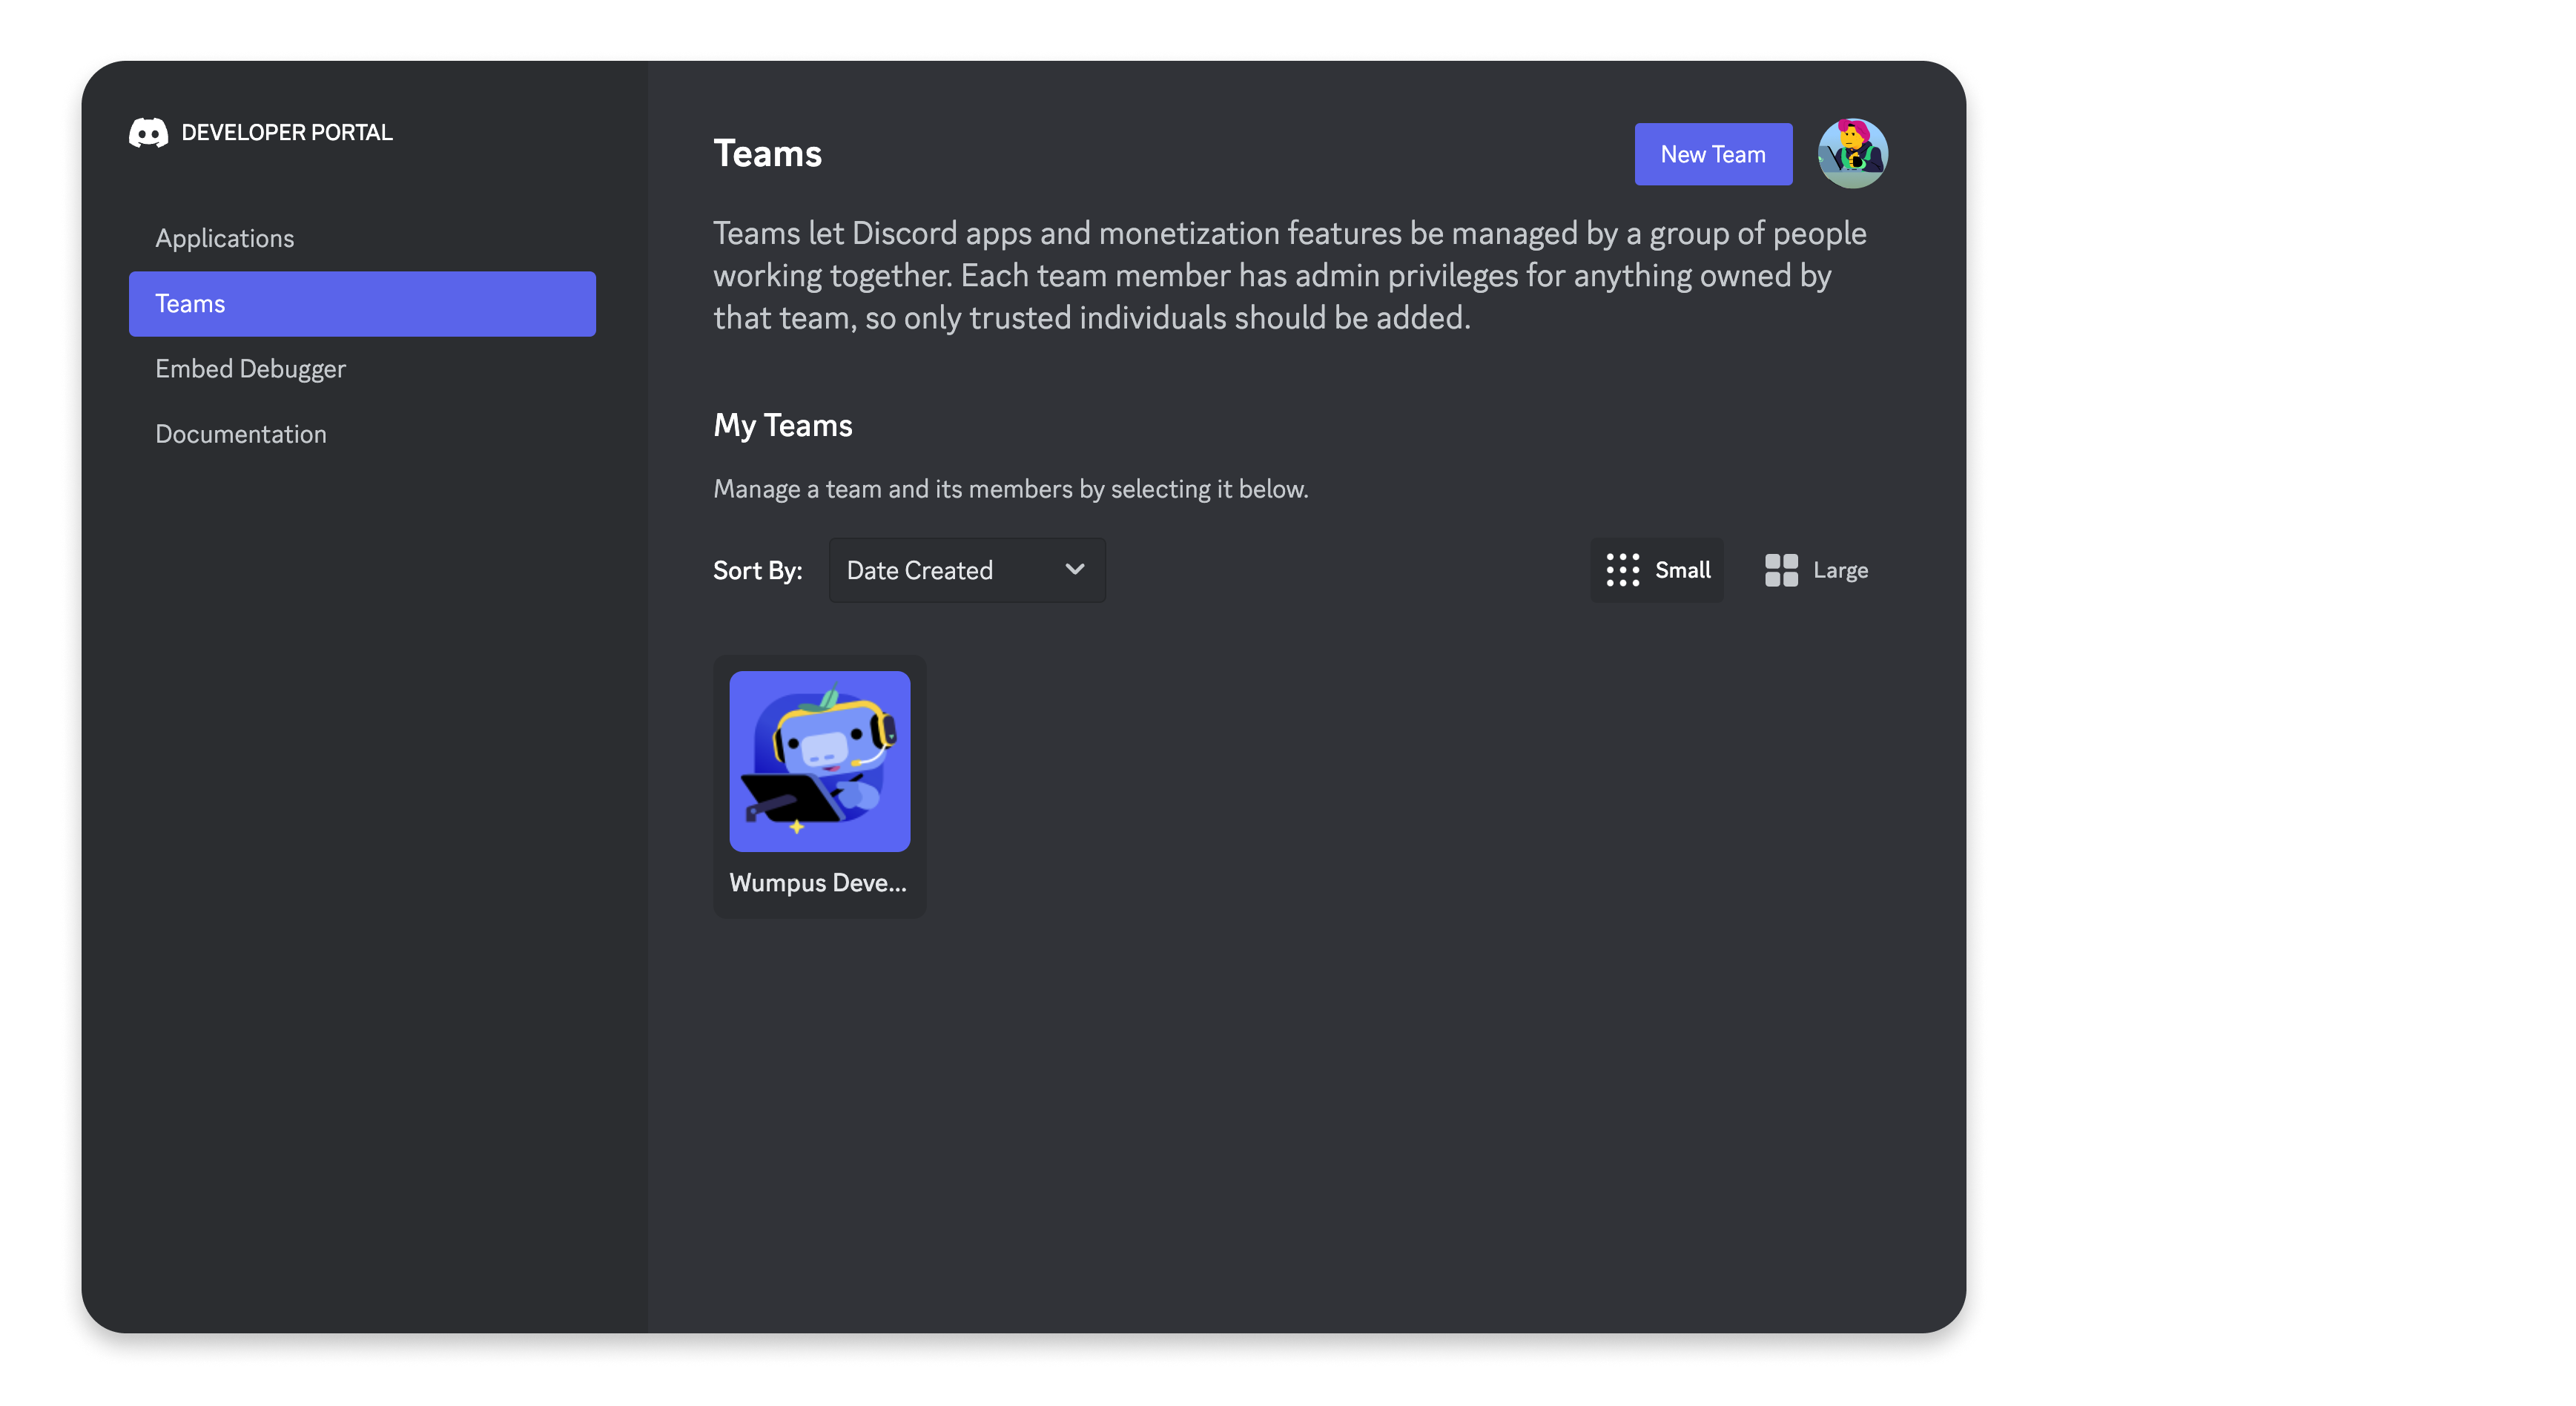 DEVELOPER PORTAL
Applications
Teams
Embed Debugger
Documentation
Teams
New Team
Teams let Discord apps and monetization features be managed by a group of people
working together. Each team member has admin privileges for anything owned by
that team, so only trusted individuals should be added.
My Teams
Manage a team and its members by selecting it below.
Sort By:
Date Created
Small
Large
Wumpus Deve...